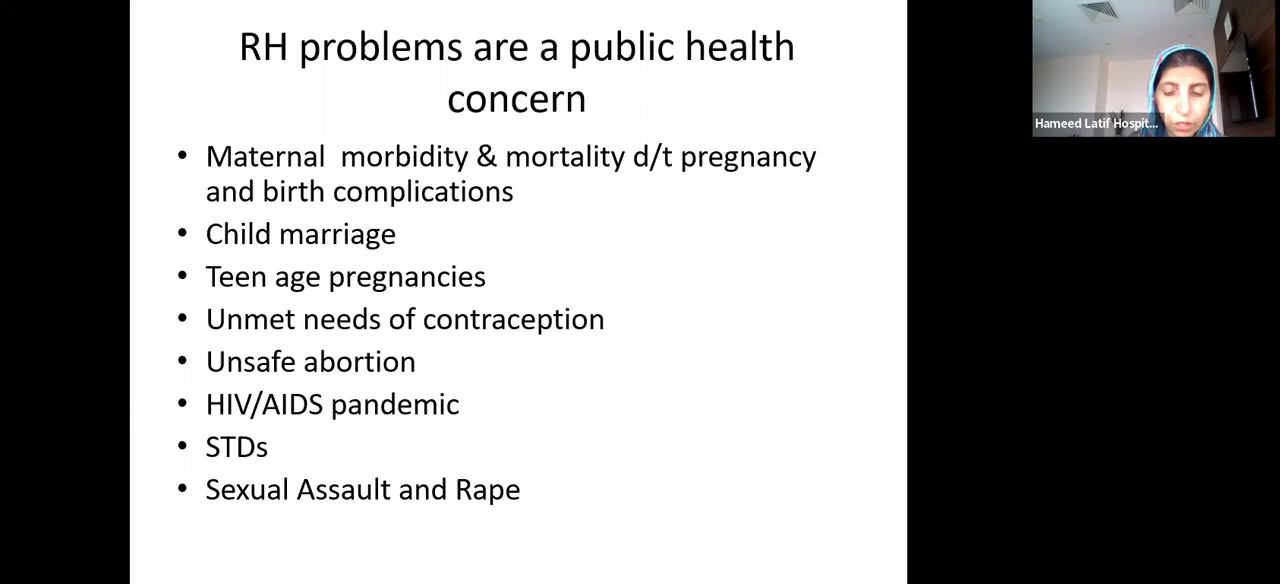 RH problems are a public health
concern
• Maternal  morbidity & mortality d/t pregnancy
and birth complications
• Child marriage
• Teen age pregnancies
• Unmet needs of contraception
• Unsafe abortion
• HIV/AIDS pandemic
• STDs
• Sexual Assault and Rape
Hameed Latif Hospit...